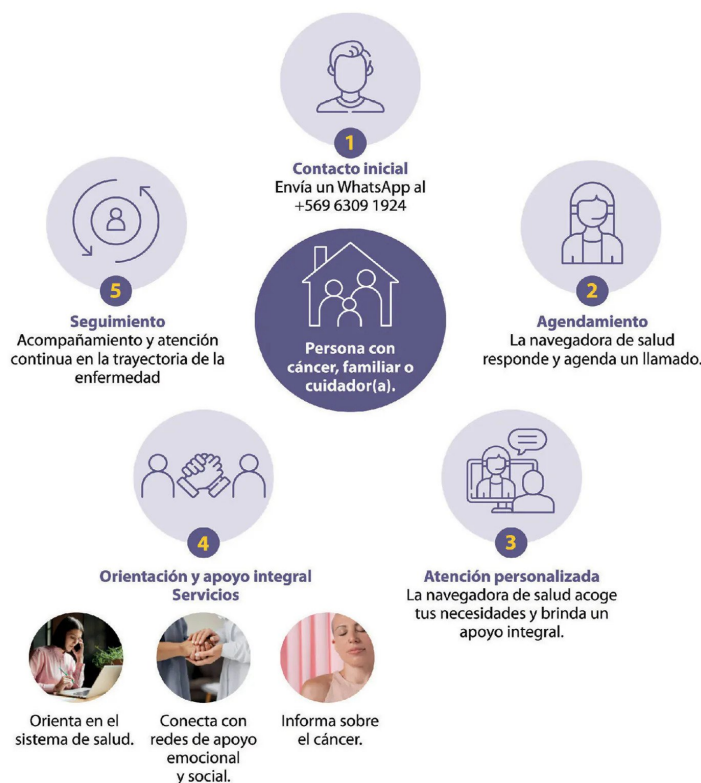 1
Contacto inicial
Envía un WhatsApp al
+569 6309 1924
2
Agendamiento
La navegadora de salud
responde y agenda un llamado.
3
Atención personalizada
La navegadora de salud acoge
tus necesidades y brinda un
apoyo integral.
4
Orientación y apoyo integral
Servicios
Orienta en el
sistema de salud.
Conecta con
redes de apoyo
emocional
y social.
Informa sobre
el cáncer.
5
Seguimiento
Acompañamiento y atención
continua en la trayectoria de la
enfermedad
Persona con
cáncer, familiar o
cuidador(a).